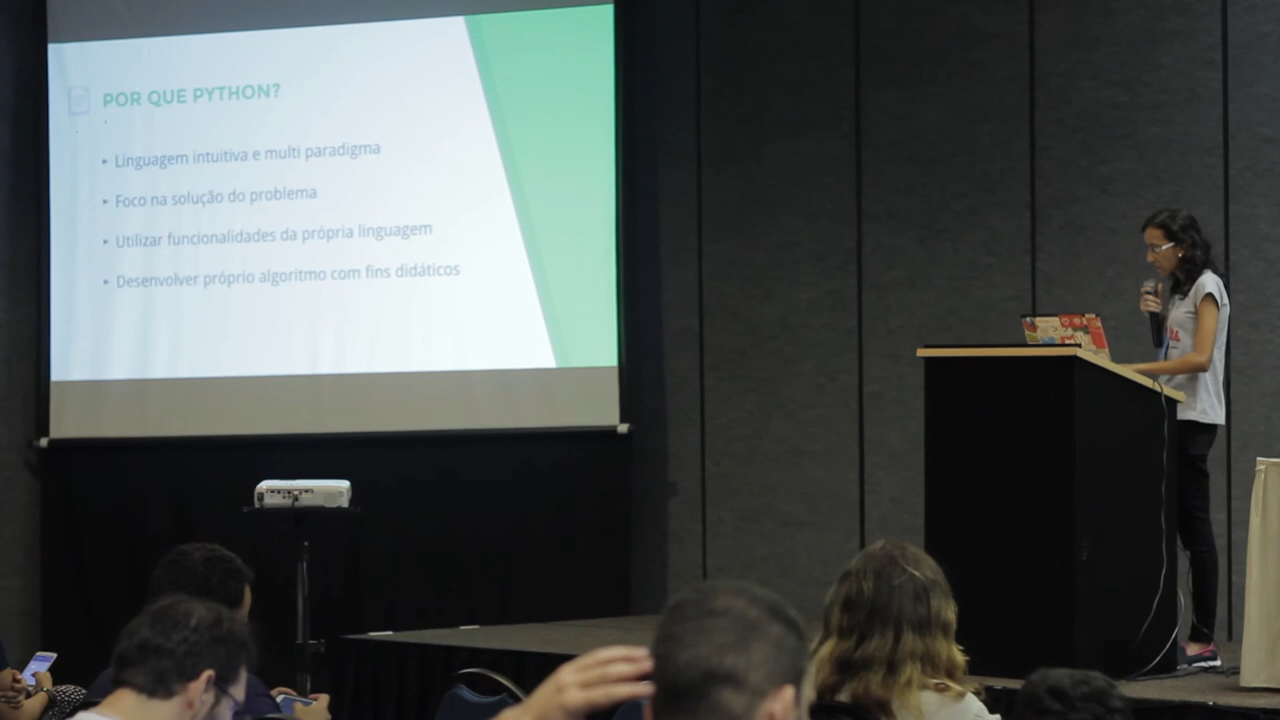 POR QUE PYTHON?
Linguagem intuitiva e multi paradigma
Foco na solução do problema
Utilizar funcionalidades da própria linguagem
Desenvolver próprio algoritmo com fins didáticos